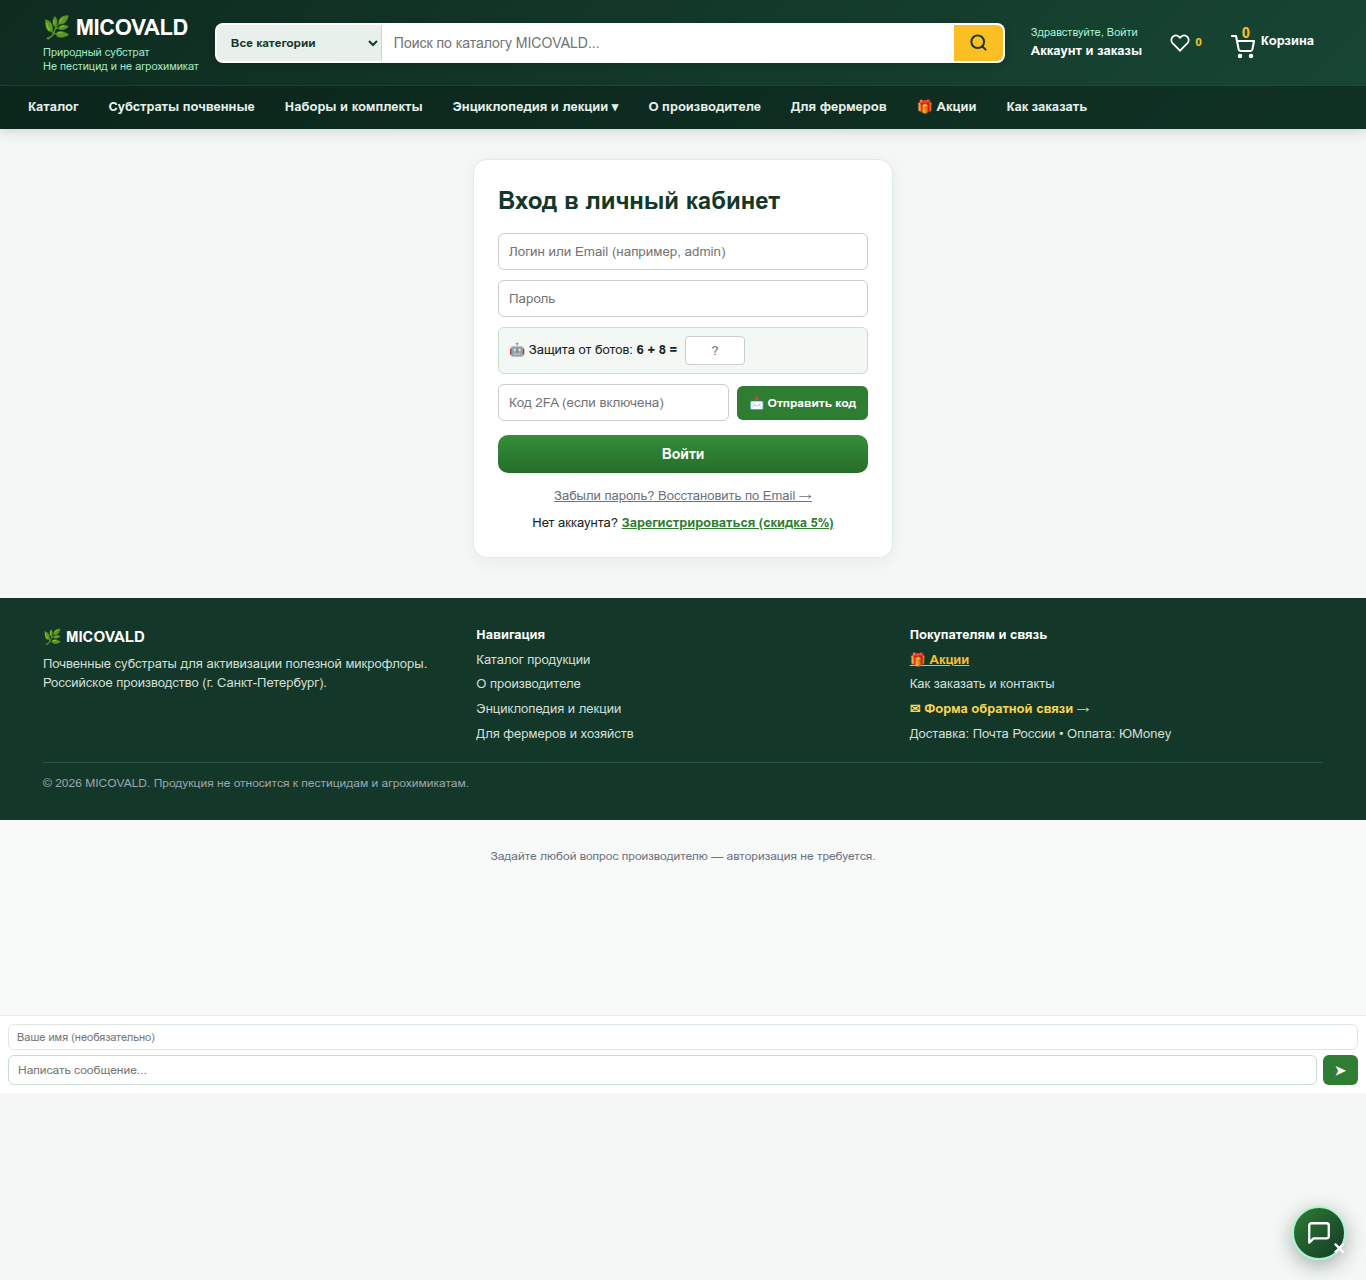 🌿 MICOVALD
Природный субстрат
Не пестицид и не агрохимикат
Все категории
Поиск по каталогу MICOVALD...
Здравствуйте, Войти
Аккаунт и заказы
0
0
Корзина
Каталог
Субстраты почвенные
Наборы и комплекты
Энциклопедия и лекции ▾
О производителе
Для фермеров
🎁 Акции
Как заказать
Вход в личный кабинет
Логин или Email (например, admin)
Пароль
🤖 Защита от ботов: 6 + 8 = ?
Код 2FA (если включена)
📩 Отправить код
Войти
Забыли пароль? Восстановить по Email →
Нет аккаунта? Зарегистрироваться (скидка 5%)
🌿 MICOVALD
Почвенные субстраты для активизации полезной микрофлоры.
Российское производство (г. Санкт-Петербург).
Навигация
Каталог продукции
О производителе
Энциклопедия и лекции
Для фермеров и хозяйств
Покупателям и связь
🎁 Акции
Как заказать и контакты
✉ Форма обратной связи →
Доставка: Почта России • Оплата: ЮMoney
© 2026 MICOVALD. Продукция не относится к пестицидам и агрохимикатам.
Задайте любой вопрос производителю — авторизация не требуется.
Ваше имя (необязательно)
Написать сообщение...
➤
✕